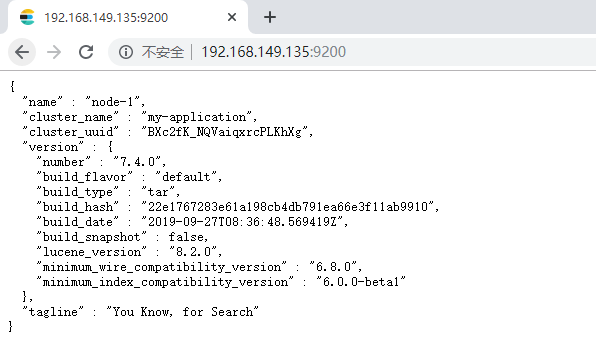 192.168.149.135:9200
不安全 | 192.168.149.135:9200
{
  "name" : "node-1",
  "cluster_name" : "my-application",
  "cluster_uuid" : "BXc2fK_NQVaiqxrcPLKhXg",
  "version" : {
    "number" : "7.4.0",
    "build_flavor" : "default",
    "build_type" : "tar",
    "build_hash" : "22e1767283e61a198cb4db791ea66e3f11ab9910",
    "build_date" : "2019-09-27T08:36:48.569419Z",
    "build_snapshot" : false,
    "lucene_version" : "8.2.0",
    "minimum_wire_compatibility_version" : "6.8.0",
    "minimum_index_compatibility_version" : "6.0.0-beta1"
  },
  "tagline" : "You Know, for Search"
}